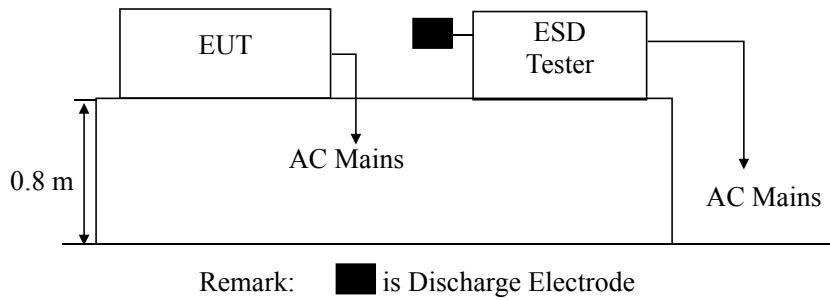 EUT
ESD
Tester
AC Mains
0.8 m
AC Mains
Remark: is Discharge Electrode